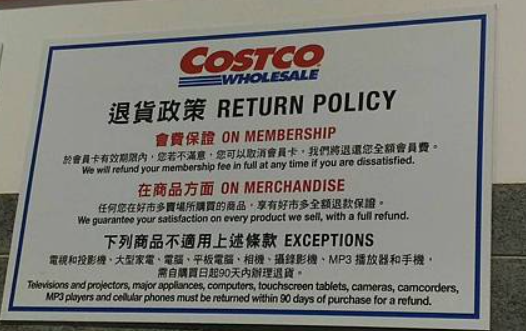 COSTCO
WHOLESALE
退貨政策 RETURN POLICY
會費保證 ON MEMBERSHIP
於會員卡有效期限內，您若不滿意，您可以取消會員卡，我們將退還您全額會員費。
We will refund your membership fee in full at any time if you are dissatisfied.
在商品方面 ON MERCHANDISE
任何您在好市多賣場所購買的商品，享有好市多全額退款保證。
We guarantee your satisfaction on every product we sell, with a full refund.
下列商品不適用上述條款 EXCEPTIONS
電視和投影機、大型家電、電腦、平板電腦、相機、攝錄影機、MP3 播放器和手機，
需自購買日起90天內辦理退貨。
Televisions and projectors, major appliances, computers, touchscreen tablets, cameras, camcorders,
MP3 players and cellular phones must be returned within 90 days of purchase for a refund.